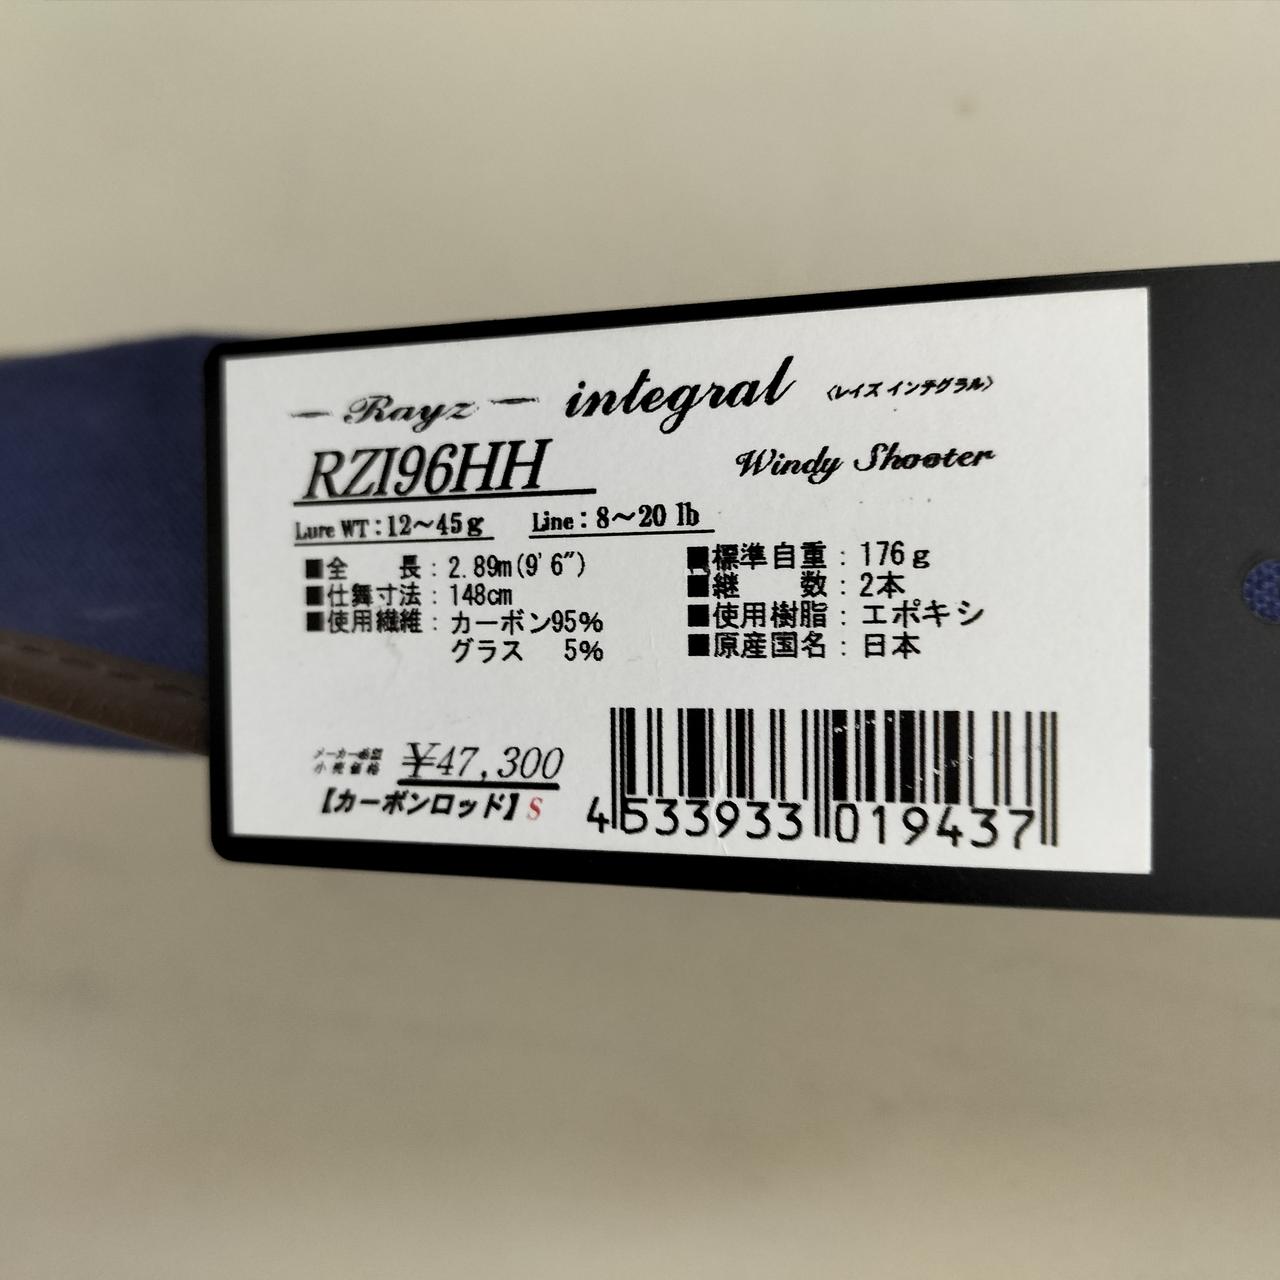 — Rayz — integral 〈レイズ インテグラル〉
RZI96HH Windy Shooter
Lure WT : 12～45g Line : 8～20 lb
■全　　長 : 2.89m(9'6")
■仕舞寸法 : 148cm
■使用繊維 : カーボン95%
グラス 5%
■標準自重 : 176g
■継　　数 : 2本
■使用樹脂 : エポキシ
■原産国名 : 日本
メーカー希望
小売価格 ¥47,300
【カーボンロッド】S
4 533933 019437